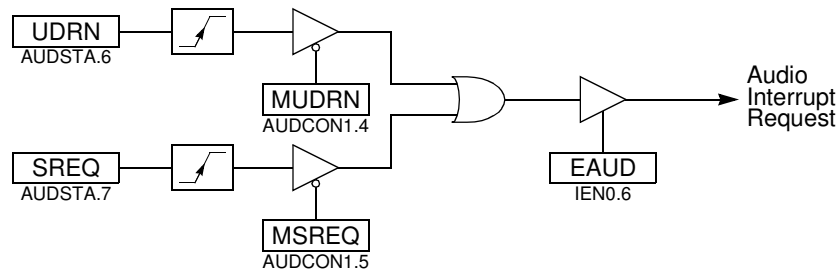 UDRN
AUDSTA.6
MUDRN
AUDCON1.4
Audio
Interrupt
Request
SREQ
AUDSTA.7
EAUD
IEN0.6
MSREQ
AUDCON1.5